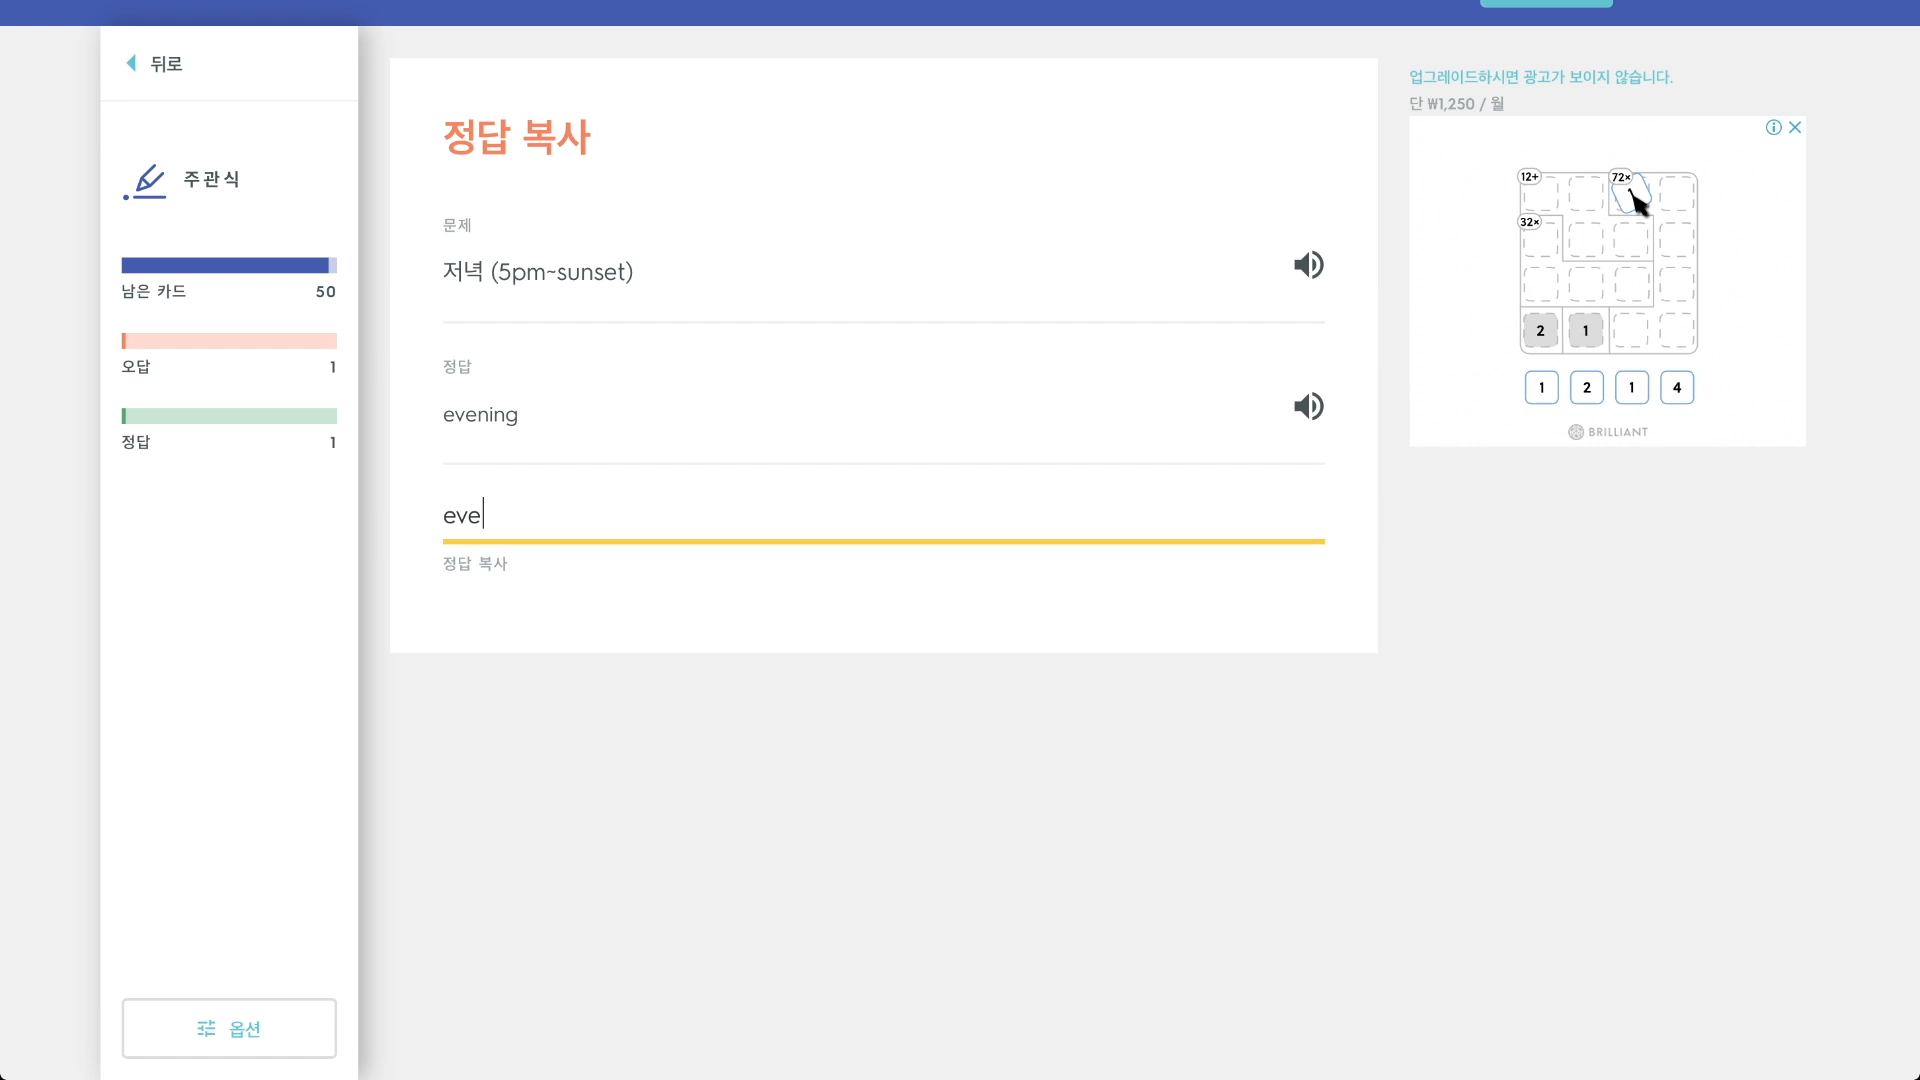 뒤로
주관식
남은 카드 50
오답 1
정답 1
옵션
정답 복사
문제
저녁 (5pm~sunset)
정답
evening
eve
정답 복사
업그레이드하시면 광고가 보이지 않습니다.
단 ₩1,250 / 월
12+ 72×
1
32×
2 1
1 2 1 4
BRILLIANT